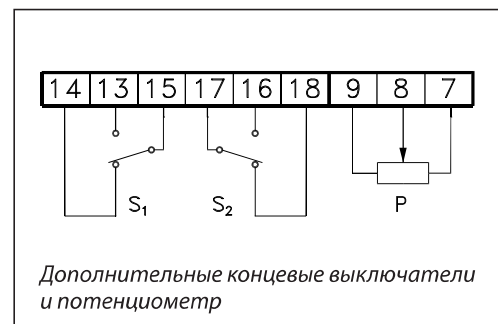 14 13 15 17 16 18 9 8 7
S₁ S₂ P
Дополнительные концевые выключатели
и потенциометр